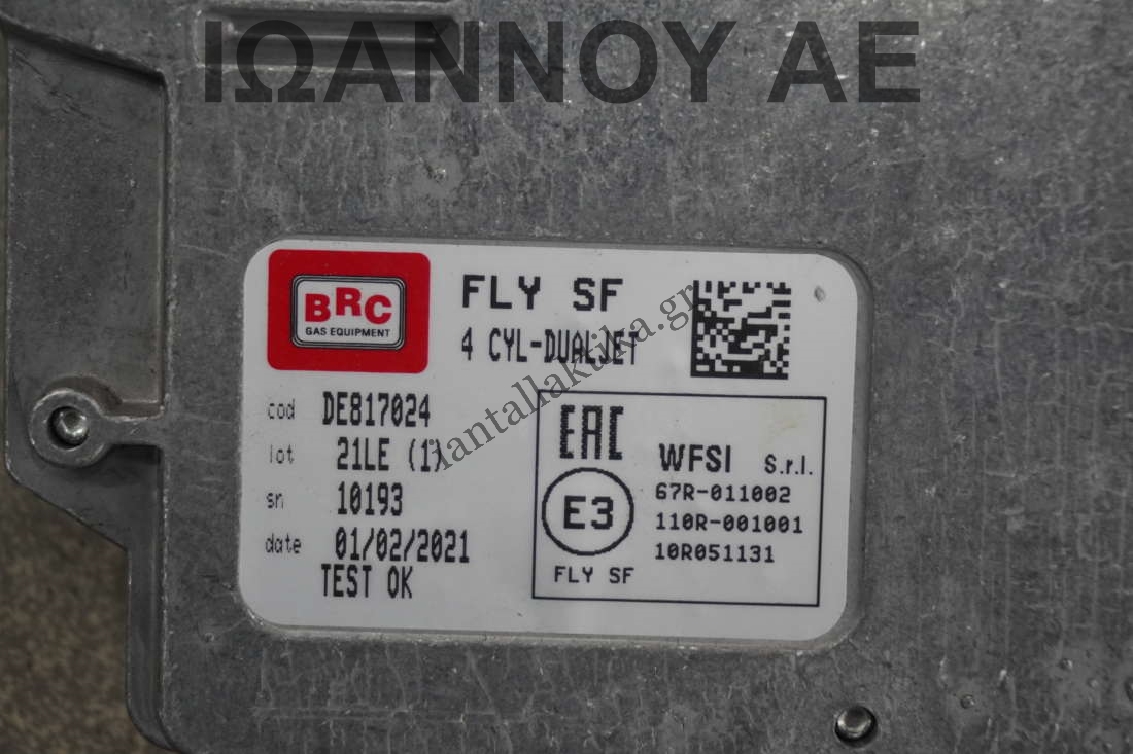 ΙΩΑΝΝΟΥ ΑΕ
BRC
GAS EQUIPMENT
FLY SF
4 CYL-DUALJET
cod DE817024
lot 21LE (1)
sn 10193
date 01/02/2021
TEST OK
EAC
WFSI S.r.l.
E3
67R-011002
110R-001001
10R051131
FLY SF
iantallaktika.gr